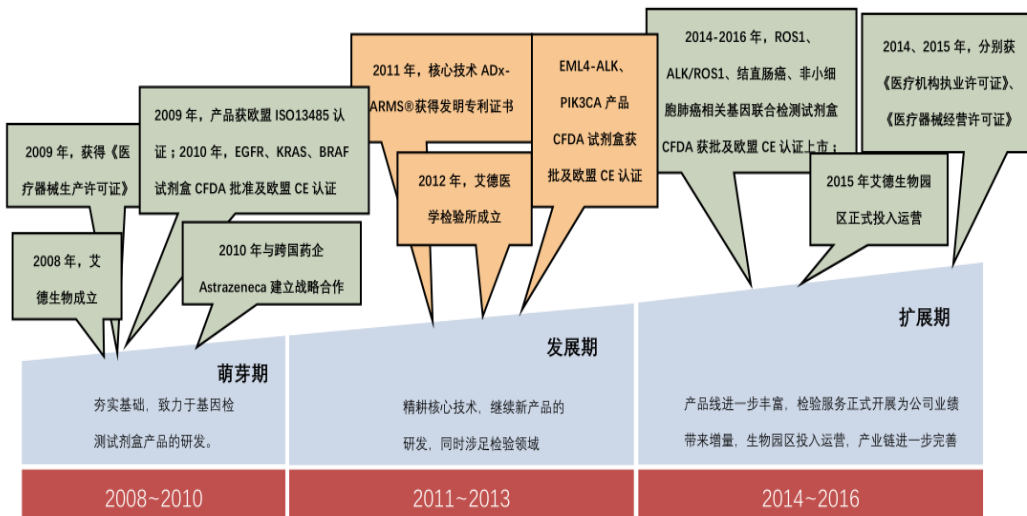 2009 年，获得《医
疗器械生产许可证》
2008 年，艾
德生物成立
2009 年，产品获欧盟 ISO13485 认
证；2010 年，EGFR、KRAS、BRAF
试剂盒 CFDA 批准及欧盟 CE 认证
2010 年与跨国药企
Astrazeneca 建立战略合作
2011 年，核心技术 ADx-
ARMS®获得发明专利证书
2012 年，艾德医
学检验所成立
EML4-ALK、
PIK3CA 产品
CFDA 试剂盒获
批及欧盟 CE 认证
2014-2016 年，ROS1、
ALK/ROS1、结直肠癌、非小细
胞肺癌相关基因联合检测试剂盒
CFDA 获批及欧盟 CE 认证上市；
2015 年艾德生物园
区正式投入运营
2014、2015 年，分别获
《医疗机构执业许可证》、
《医疗器械经营许可证》
萌芽期
夯实基础，致力于基因检
测试剂盒产品的研发。
发展期
精耕核心技术，继续新产品的
研发，同时涉足检验领域
扩展期
产品线进一步丰富，检验服务正式开展为公司业绩
带来增量，生物园区投入运营，产业链进一步完善
2008~2010
2011~2013
2014~2016